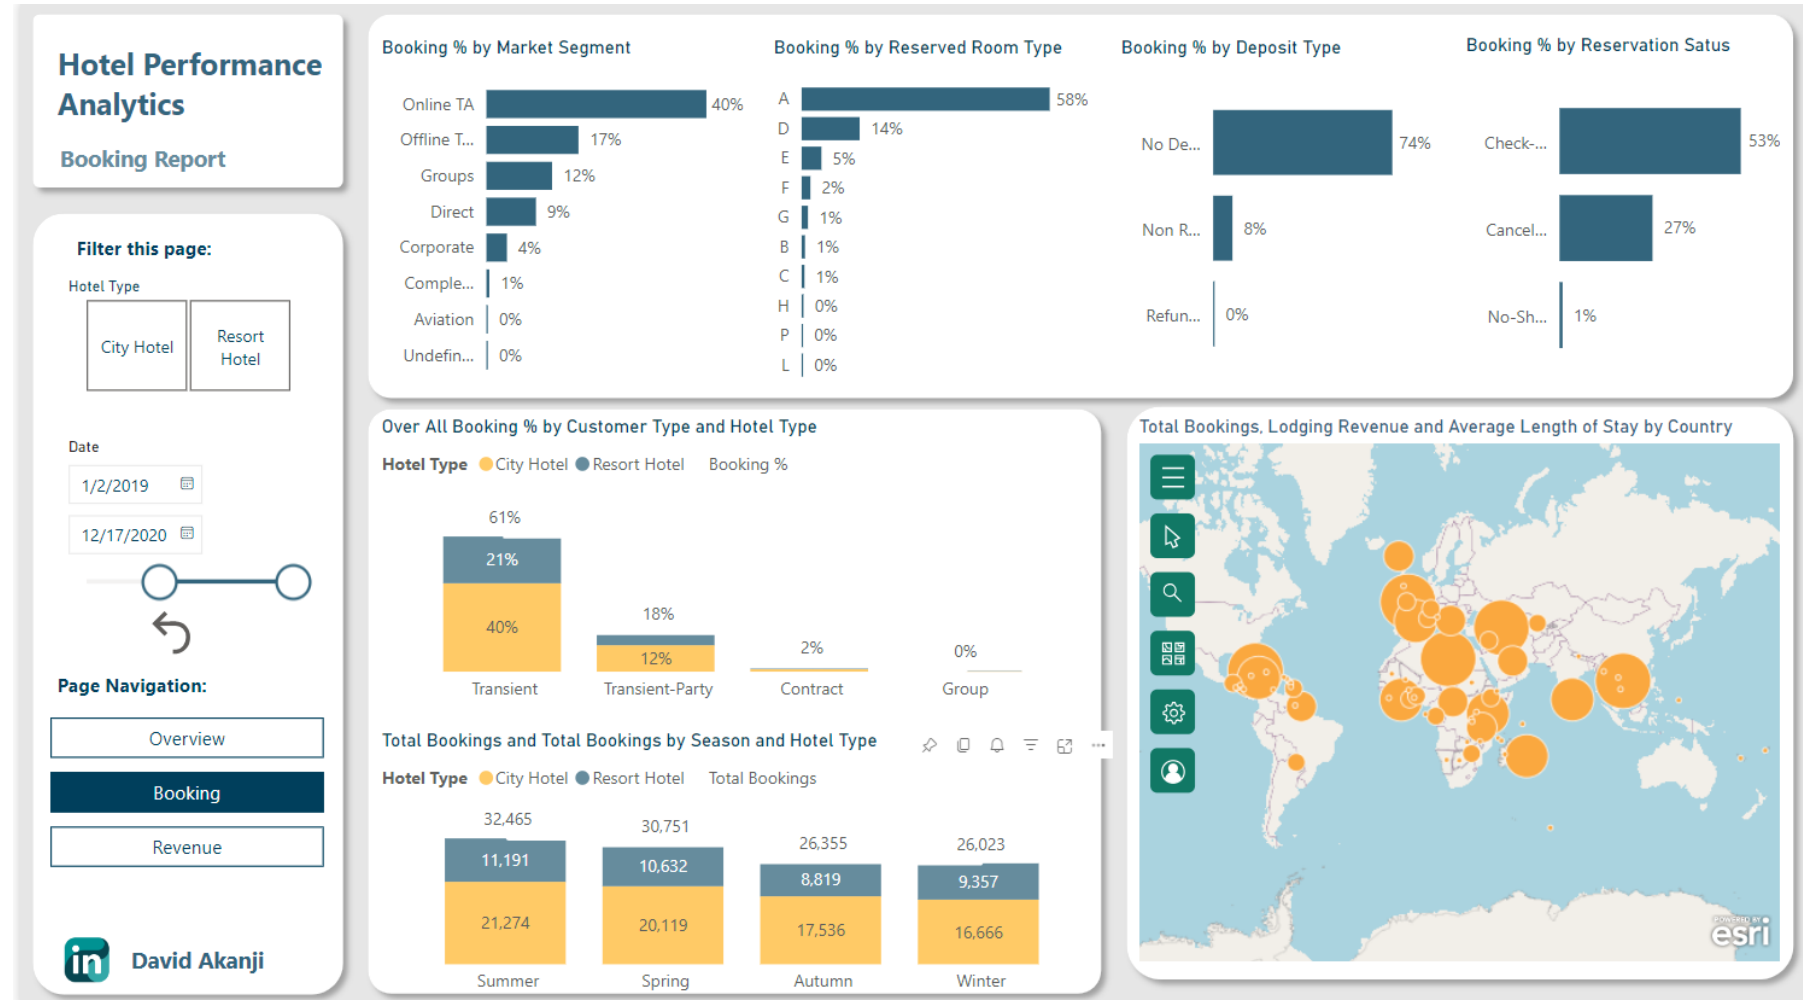 Hotel Performance
Analytics
Booking Report
Filter this page:
Hotel Type
City Hotel
Resort
Hotel
Date
1/2/2019
12/17/2020
Page Navigation:
Overview
Booking
Revenue
in
David Akanji
Booking % by Market Segment
Online TA 40%
Offline T... 17%
Groups 12%
Direct 9%
Corporate 4%
Comple... 1%
Aviation 0%
Undefin... 0%
Booking % by Reserved Room Type
A 58%
D 14%
E 5%
F 2%
G 1%
B 1%
C 1%
H 0%
P 0%
L 0%
Booking % by Deposit Type
No De... 74%
Non R... 8%
Refun... 0%
Booking % by Reservation Satus
Check-... 53%
Cancel... 27%
No-Sh... 1%
Over All Booking % by Customer Type and Hotel Type
Hotel Type City Hotel Resort Hotel Booking %
61%
21%
40%
18%
12%
2%
0%
Transient Transient-Party Contract Group
Total Bookings and Total Bookings by Season and Hotel Type
Hotel Type City Hotel Resort Hotel Total Bookings
32,465 30,751 26,355 26,023
11,191 10,632 8,819 9,357
21,274 20,119 17,536 16,666
Summer Spring Autumn Winter
Total Bookings, Lodging Revenue and Average Length of Stay by Country
POWERED BY
esri